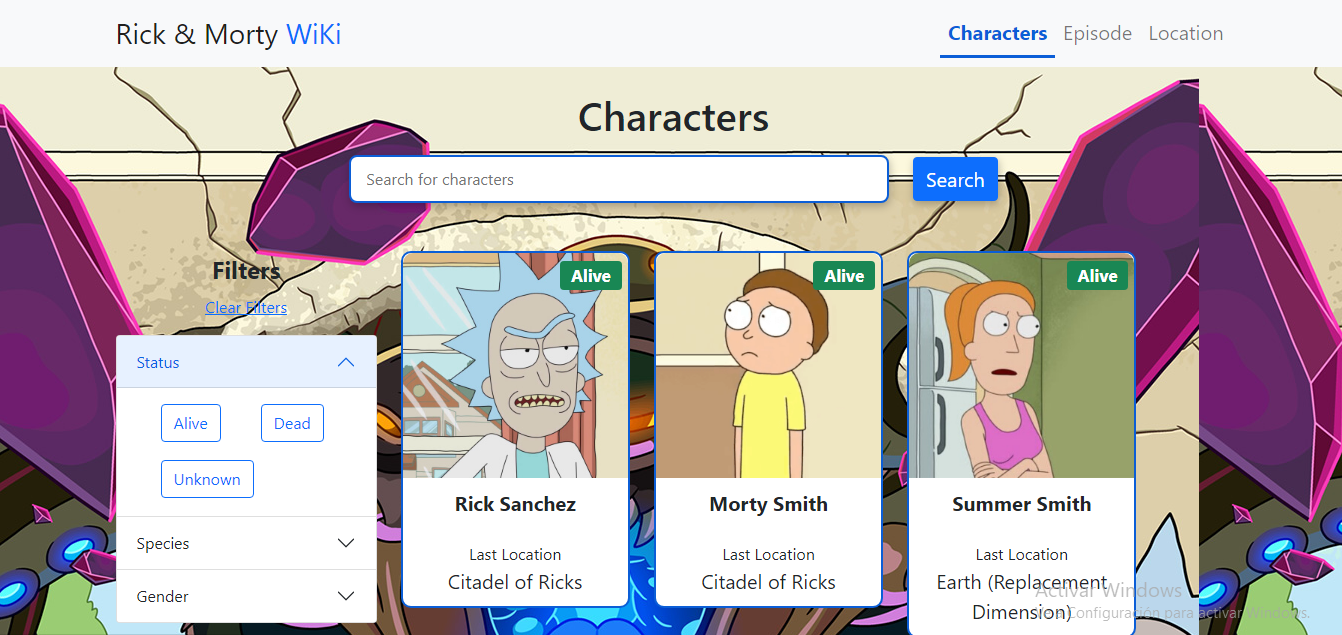 Rick & Morty WiKi
Characters Episode Location
Characters
Search for characters
Search
Filters
Clear Filters
Status
Alive Dead
Unknown
Species
Gender
Alive
Rick Sanchez
Last Location
Citadel of Ricks
Alive
Morty Smith
Last Location
Citadel of Ricks
Alive
Summer Smith
Last Location
Earth (Replacement
Dimension)
Activar Windows
Configuración para activar Windows.